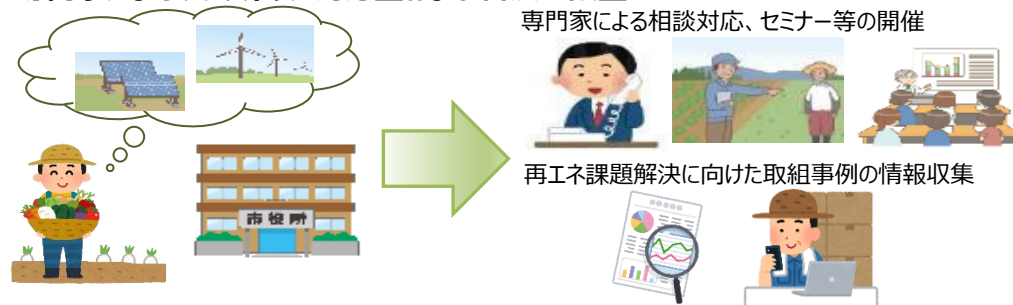 専門家による相談対応、セミナー等の開催
市役所
再エネ課題解決に向けた取組事例の情報収集